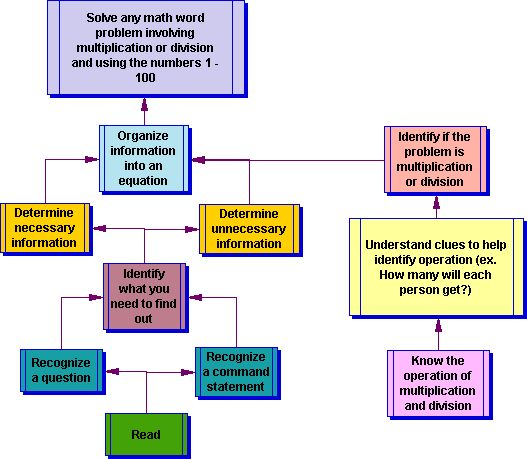 Solve any math word
problem involving
multiplication or division
and using the numbers 1 -
100
Organize
information
into an
equation
Identify if the
problem is
multiplication
or division
Determine
necessary
information
Determine
unnecessary
information
Understand clues to help
identify operation (ex.
How many will each
person get?)
Identify
what you
need to find
out
Recognize
a question
Recognize
a command
statement
Know the
operation of
multiplication
and division
Read